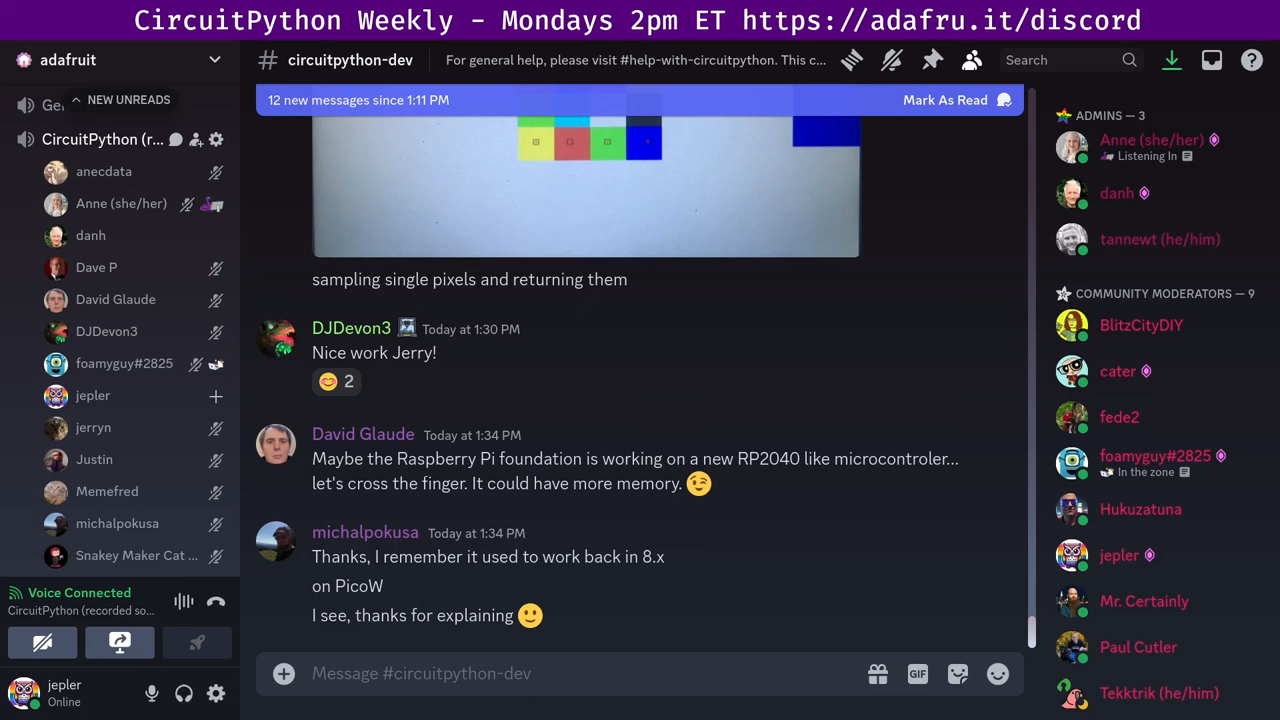 CircuitPython Weekly - Mondays 2pm ET https://adafru.it/discord
adafruit
NEW UNREADS
CircuitPython (r...
anecdata
Anne (she/her)
danh
Dave P
David Glaude
DJDevon3
foamyguy#2825
jepler
jerryn
Justin
Memefred
michalpokusa
Snakey Maker Cat ...
Voice Connected
CircuitPython (recorded so...
jepler
Online
# circuitpython-dev
For general help, please visit #help-with-circuitpython. This c...
Search
12 new messages since 1:11 PM
Mark As Read
sampling single pixels and returning them
DJDevon3 Today at 1:30 PM
Nice work Jerry!
2
David Glaude Today at 1:34 PM
Maybe the Raspberry Pi foundation is working on a new RP2040 like microcontroler...
let's cross the finger. It could have more memory.
michalpokusa Today at 1:34 PM
Thanks, I remember it used to work back in 8.x
on PicoW
I see, thanks for explaining
Message #circuitpython-dev
GIF
ADMINS — 3
Anne (she/her)
Listening In
danh
tannewt (he/him)
COMMUNITY MODERATORS — 9
BlitzCityDIY
cater
fede2
foamyguy#2825
In the zone
Hukuzatuna
jepler
Mr. Certainly
Paul Cutler
Tekktrik (he/him)